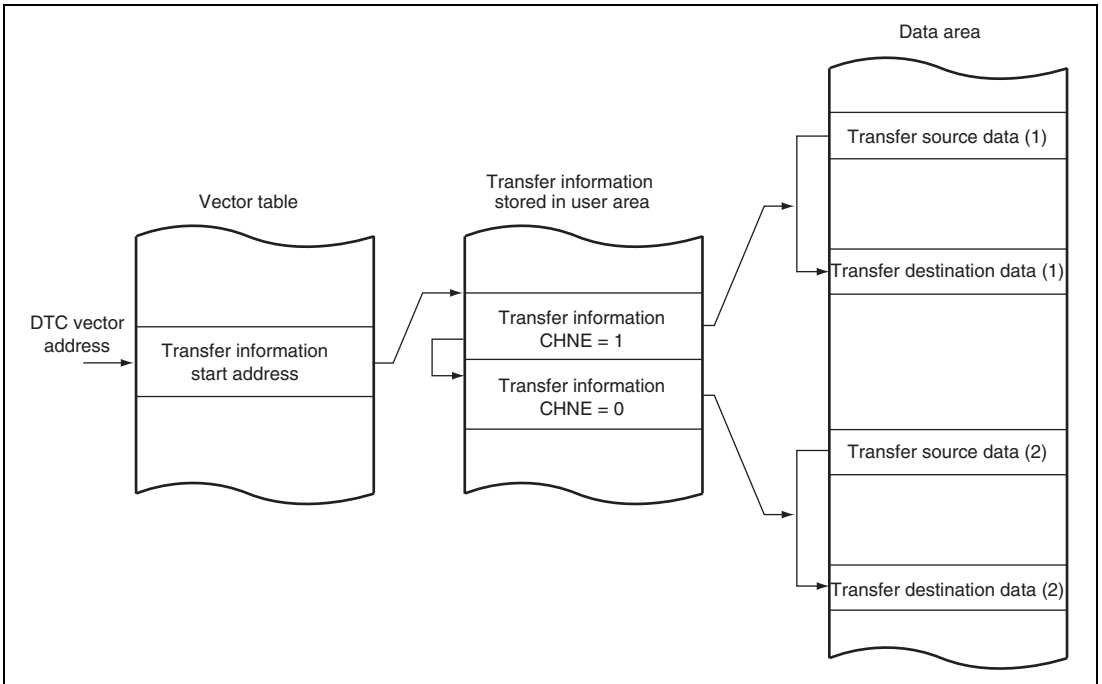 Data area
Transfer source data (1)
Transfer destination data (1)
Transfer source data (2)
Transfer destination data (2)
Transfer information
stored in user area
Transfer information
CHNE = 1
Transfer information
CHNE = 0
Vector table
Transfer information
start address
DTC vector
address